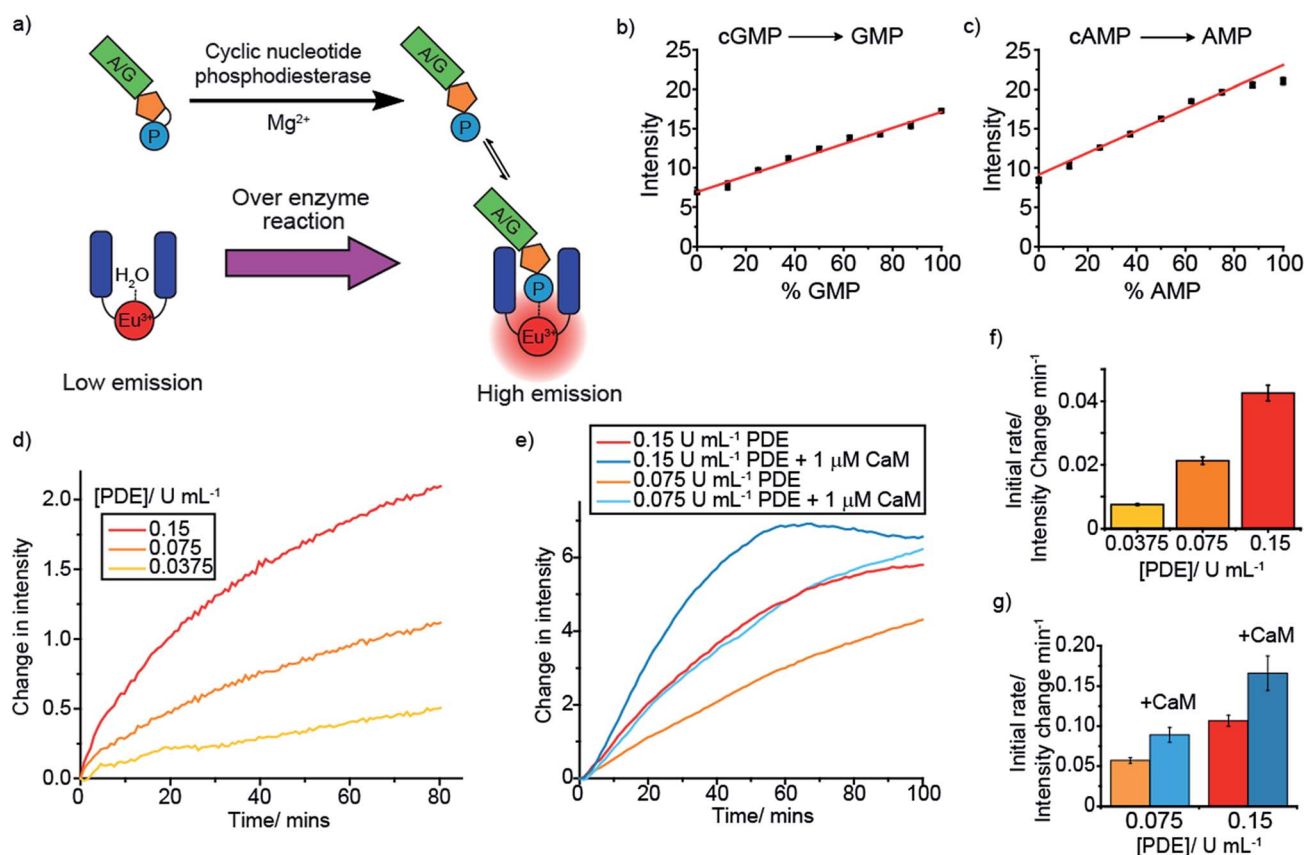 a)
A/G
P
Cyclic nucleotide
phosphodiesterase
Mg²⁺
A/G
P
Over enzyme
reaction
H₂O
Eu³⁺
Low emission
A/G
P
Eu³⁺
High emission
b)
cGMP → GMP
Intensity
25
20
15
10
5
0
0 20 40 60 80 100
% GMP
c)
cAMP → AMP
Intensity
25
20
15
10
5
0
0 20 40 60 80 100
% AMP
d)
[PDE]/ U mL⁻¹
0.15
0.075
0.0375
Change in intensity
2.0
1.5
1.0
0.5
0.0
0 20 40 60 80
Time/ mins
e)
0.15 U mL⁻¹ PDE
0.15 U mL⁻¹ PDE + 1 μM CaM
0.075 U mL⁻¹ PDE
0.075 U mL⁻¹ PDE + 1 μM CaM
Change in intensity
6
4
2
0
0 20 40 60 80 100
Time/ mins
f)
Initial rate/
Intensity Change min⁻¹
0.04
0.02
0.00
0.0375 0.075 0.15
[PDE]/ U mL⁻¹
g)
Initial rate/
Intensity change min⁻¹
0.20
0.15
0.10
0.05
0.00
+CaM
+CaM
0.075 0.15
[PDE]/ U mL⁻¹